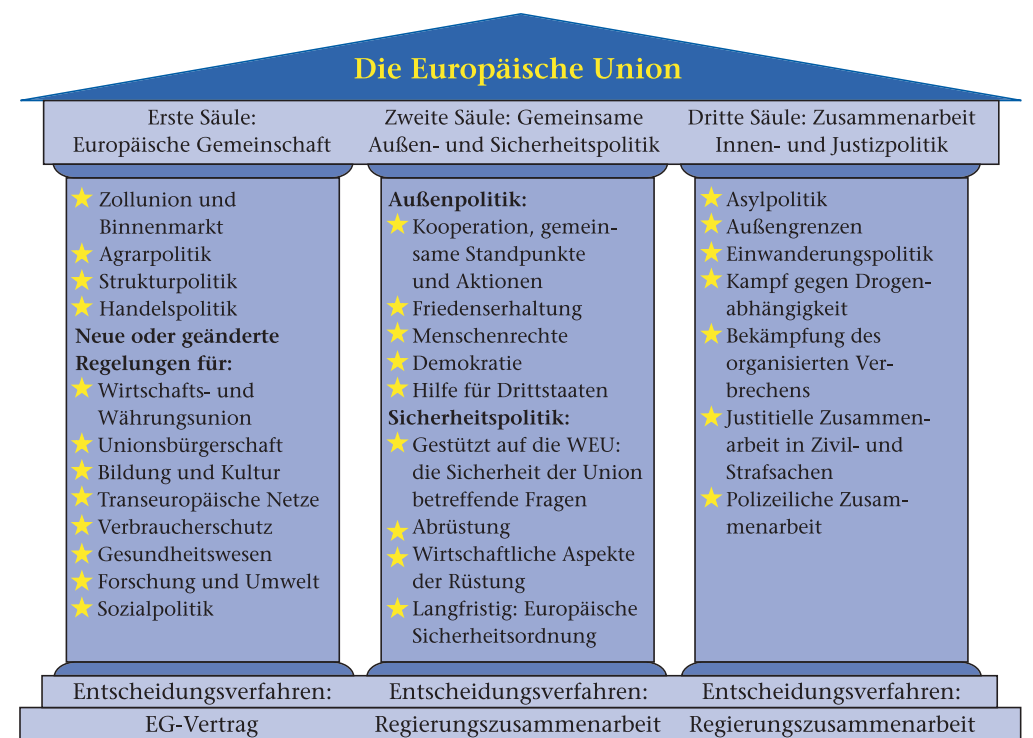 Die Europäische Union
Erste Säule:
Europäische Gemeinschaft
Zweite Säule: Gemeinsame
Außen- und Sicherheitspolitik
Dritte Säule: Zusammenarbeit
Innen- und Justizpolitik
Zollunion und
Binnenmarkt
Agrarpolitik
Strukturpolitik
Handelspolitik
Neue oder geänderte
Regelungen für:
Wirtschafts- und
Währungsunion
Unionsbürgerschaft
Bildung und Kultur
Transeuropäische Netze
Verbraucherschutz
Gesundheitswesen
Forschung und Umwelt
Sozialpolitik
Außenpolitik:
Kooperation, gemein-
same Standpunkte
und Aktionen
Friedenserhaltung
Menschenrechte
Demokratie
Hilfe für Drittstaaten
Sicherheitspolitik:
Gestützt auf die WEU:
die Sicherheit der Union
betreffende Fragen
Abrüstung
Wirtschaftliche Aspekte
der Rüstung
Langfristig: Europäische
Sicherheitsordnung
Asylpolitik
Außengrenzen
Einwanderungspolitik
Kampf gegen Drogen-
abhängigkeit
Bekämpfung des
organisierten Ver-
brechens
Justitielle Zusammen-
arbeit in Zivil- und
Strafsachen
Polizeiliche Zusam-
menarbeit
Entscheidungsverfahren:
EG-Vertrag
Entscheidungsverfahren:
Regierungszusammenarbeit
Entscheidungsverfahren:
Regierungszusammenarbeit